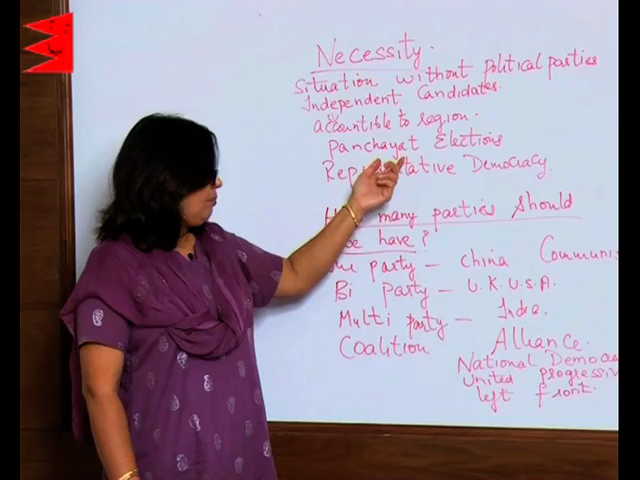 Necessity.
Situation without political parties
Independent Candidates.
accountible to region.
Panchayat Elections
Representative Democracy
many parties should
have?
party – China Communis
Bi party – U.K. U.S.A.
Multi party – India.
Coalition Alliance.
National Democra
United progressiv
left front.